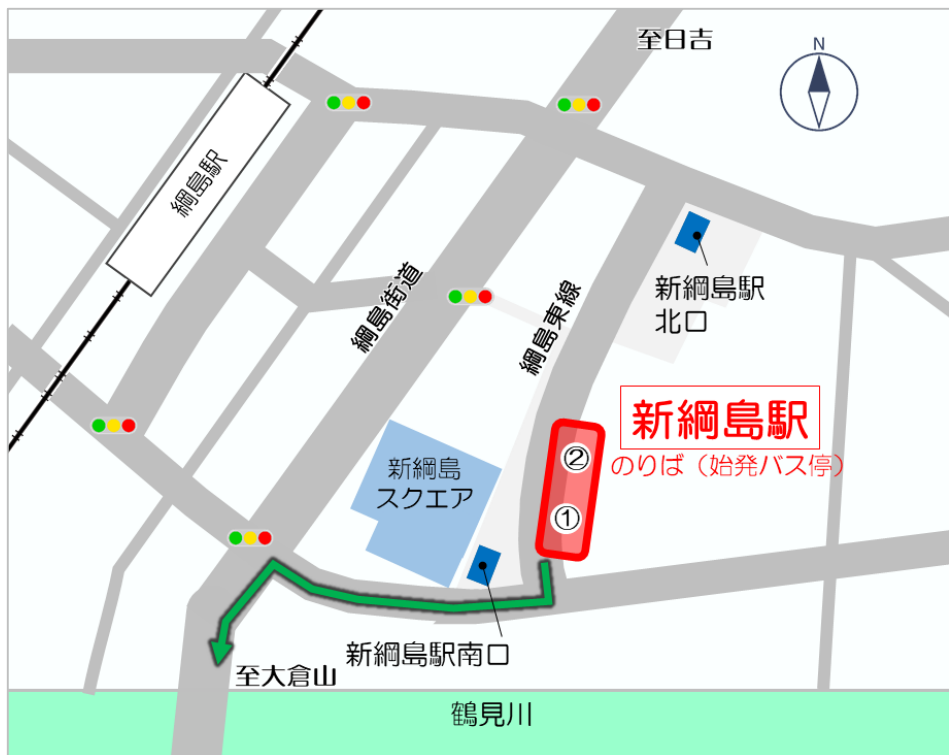 至日吉
N
綱島駅
新綱島駅
北口
綱島街道
綱島東線
新綱島駅
のりば（始発バス停）
②
①
新綱島
スクエア
新綱島駅南口
至大倉山
鶴見川